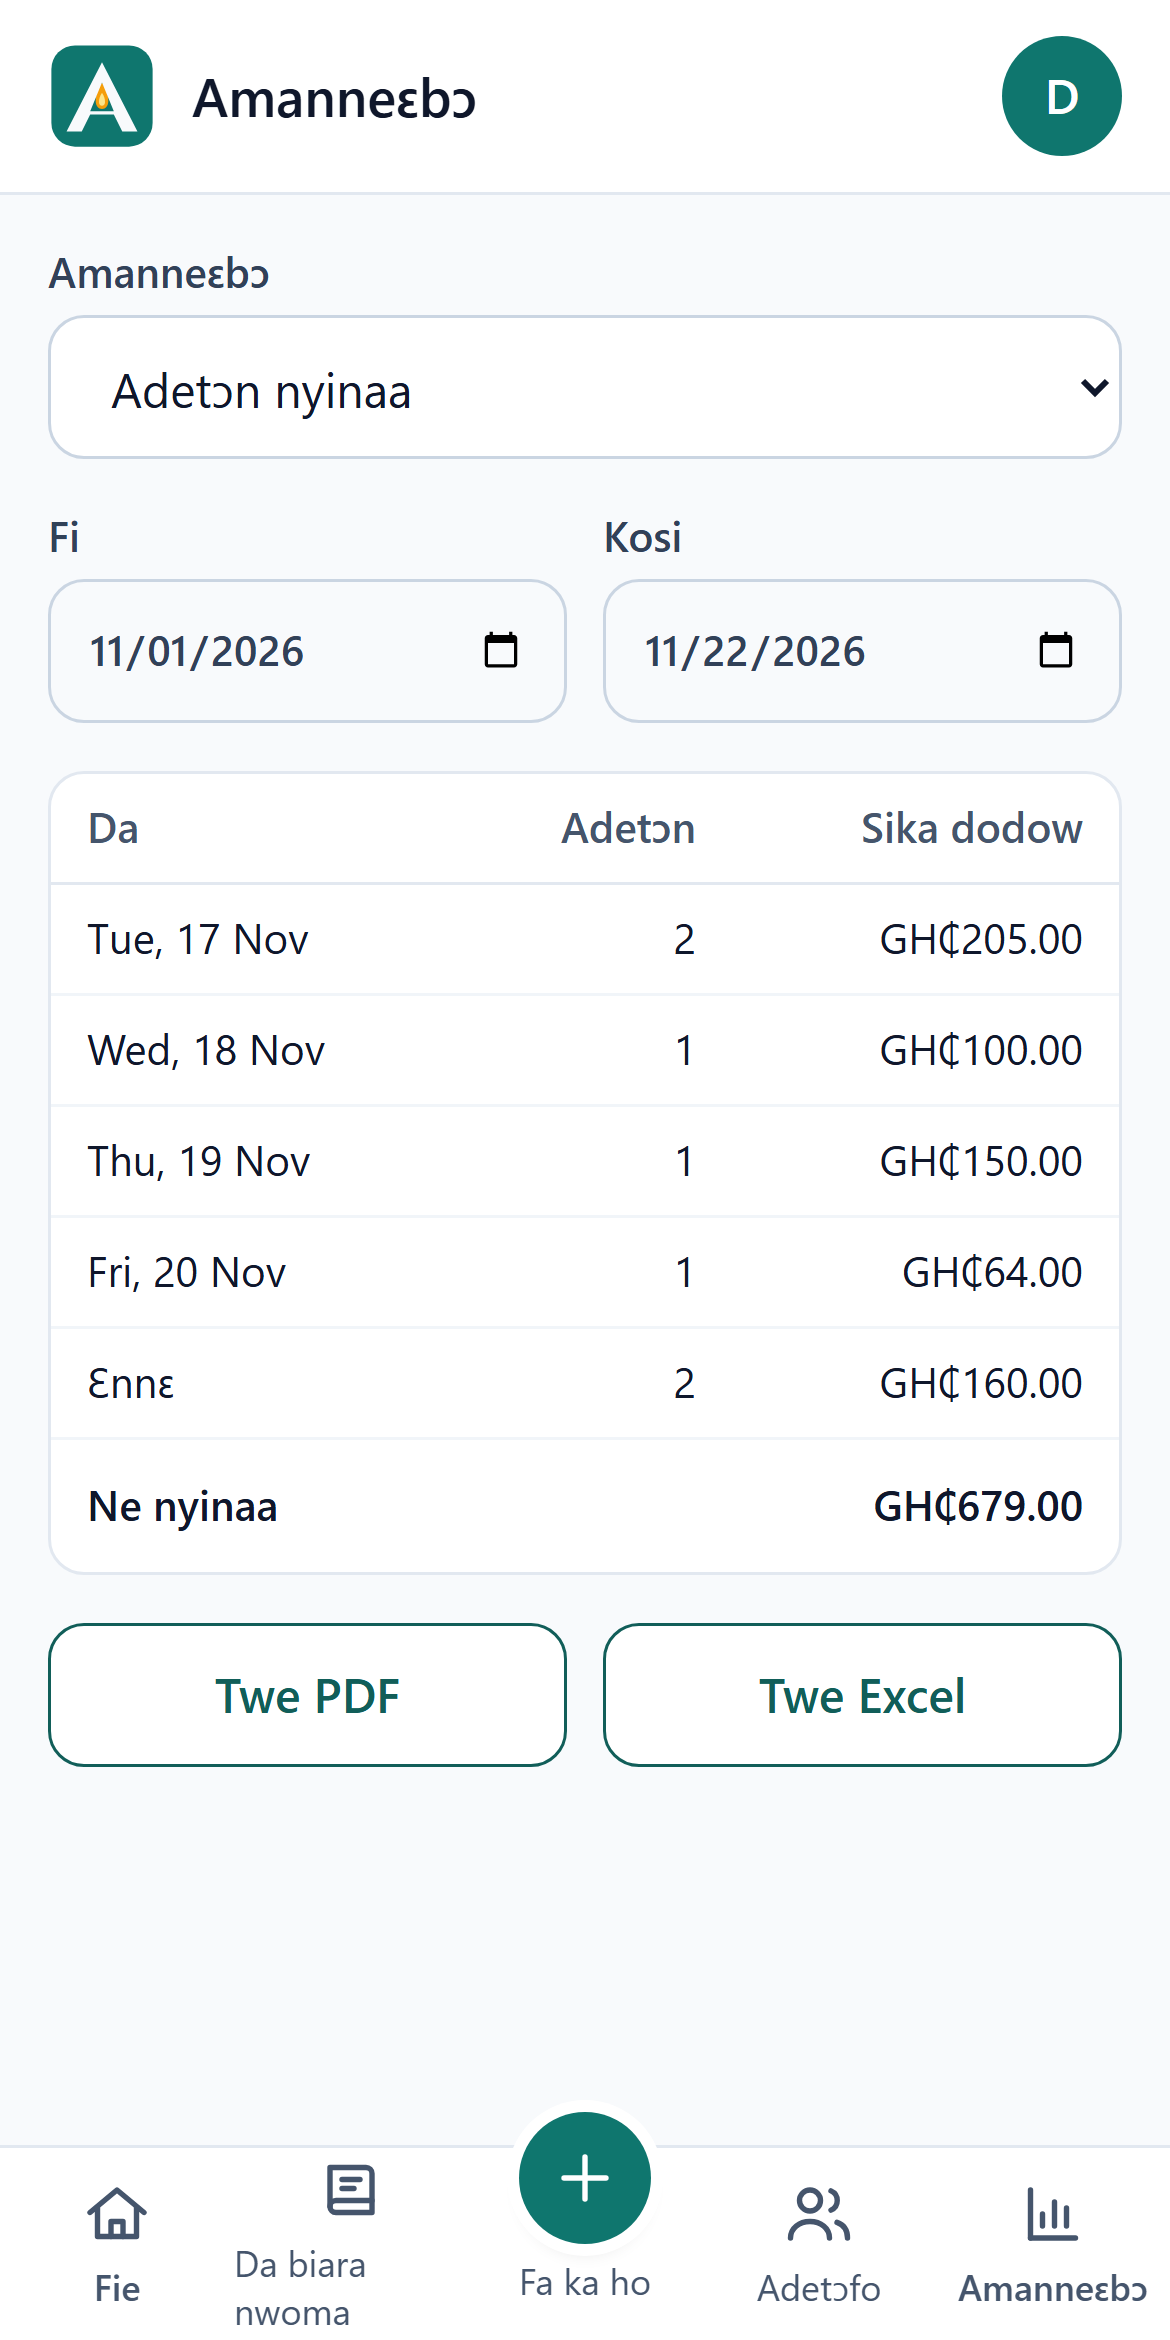 Amanneɛbɔ
D
Amanneɛbɔ
Adetɔn nyinaa
Fi
Kosi
11/01/2026
11/22/2026
Da Adetɔn Sika dodow
Tue, 17 Nov 2 GH₵205.00
Wed, 18 Nov 1 GH₵100.00
Thu, 19 Nov 1 GH₵150.00
Fri, 20 Nov 1 GH₵64.00
Ɛnnɛ 2 GH₵160.00
Ne nyinaa GH₵679.00
Twe PDF
Twe Excel
Fie
Da biara
nwoma
Fa ka ho
Adetɔfo
Amanneɛbɔ